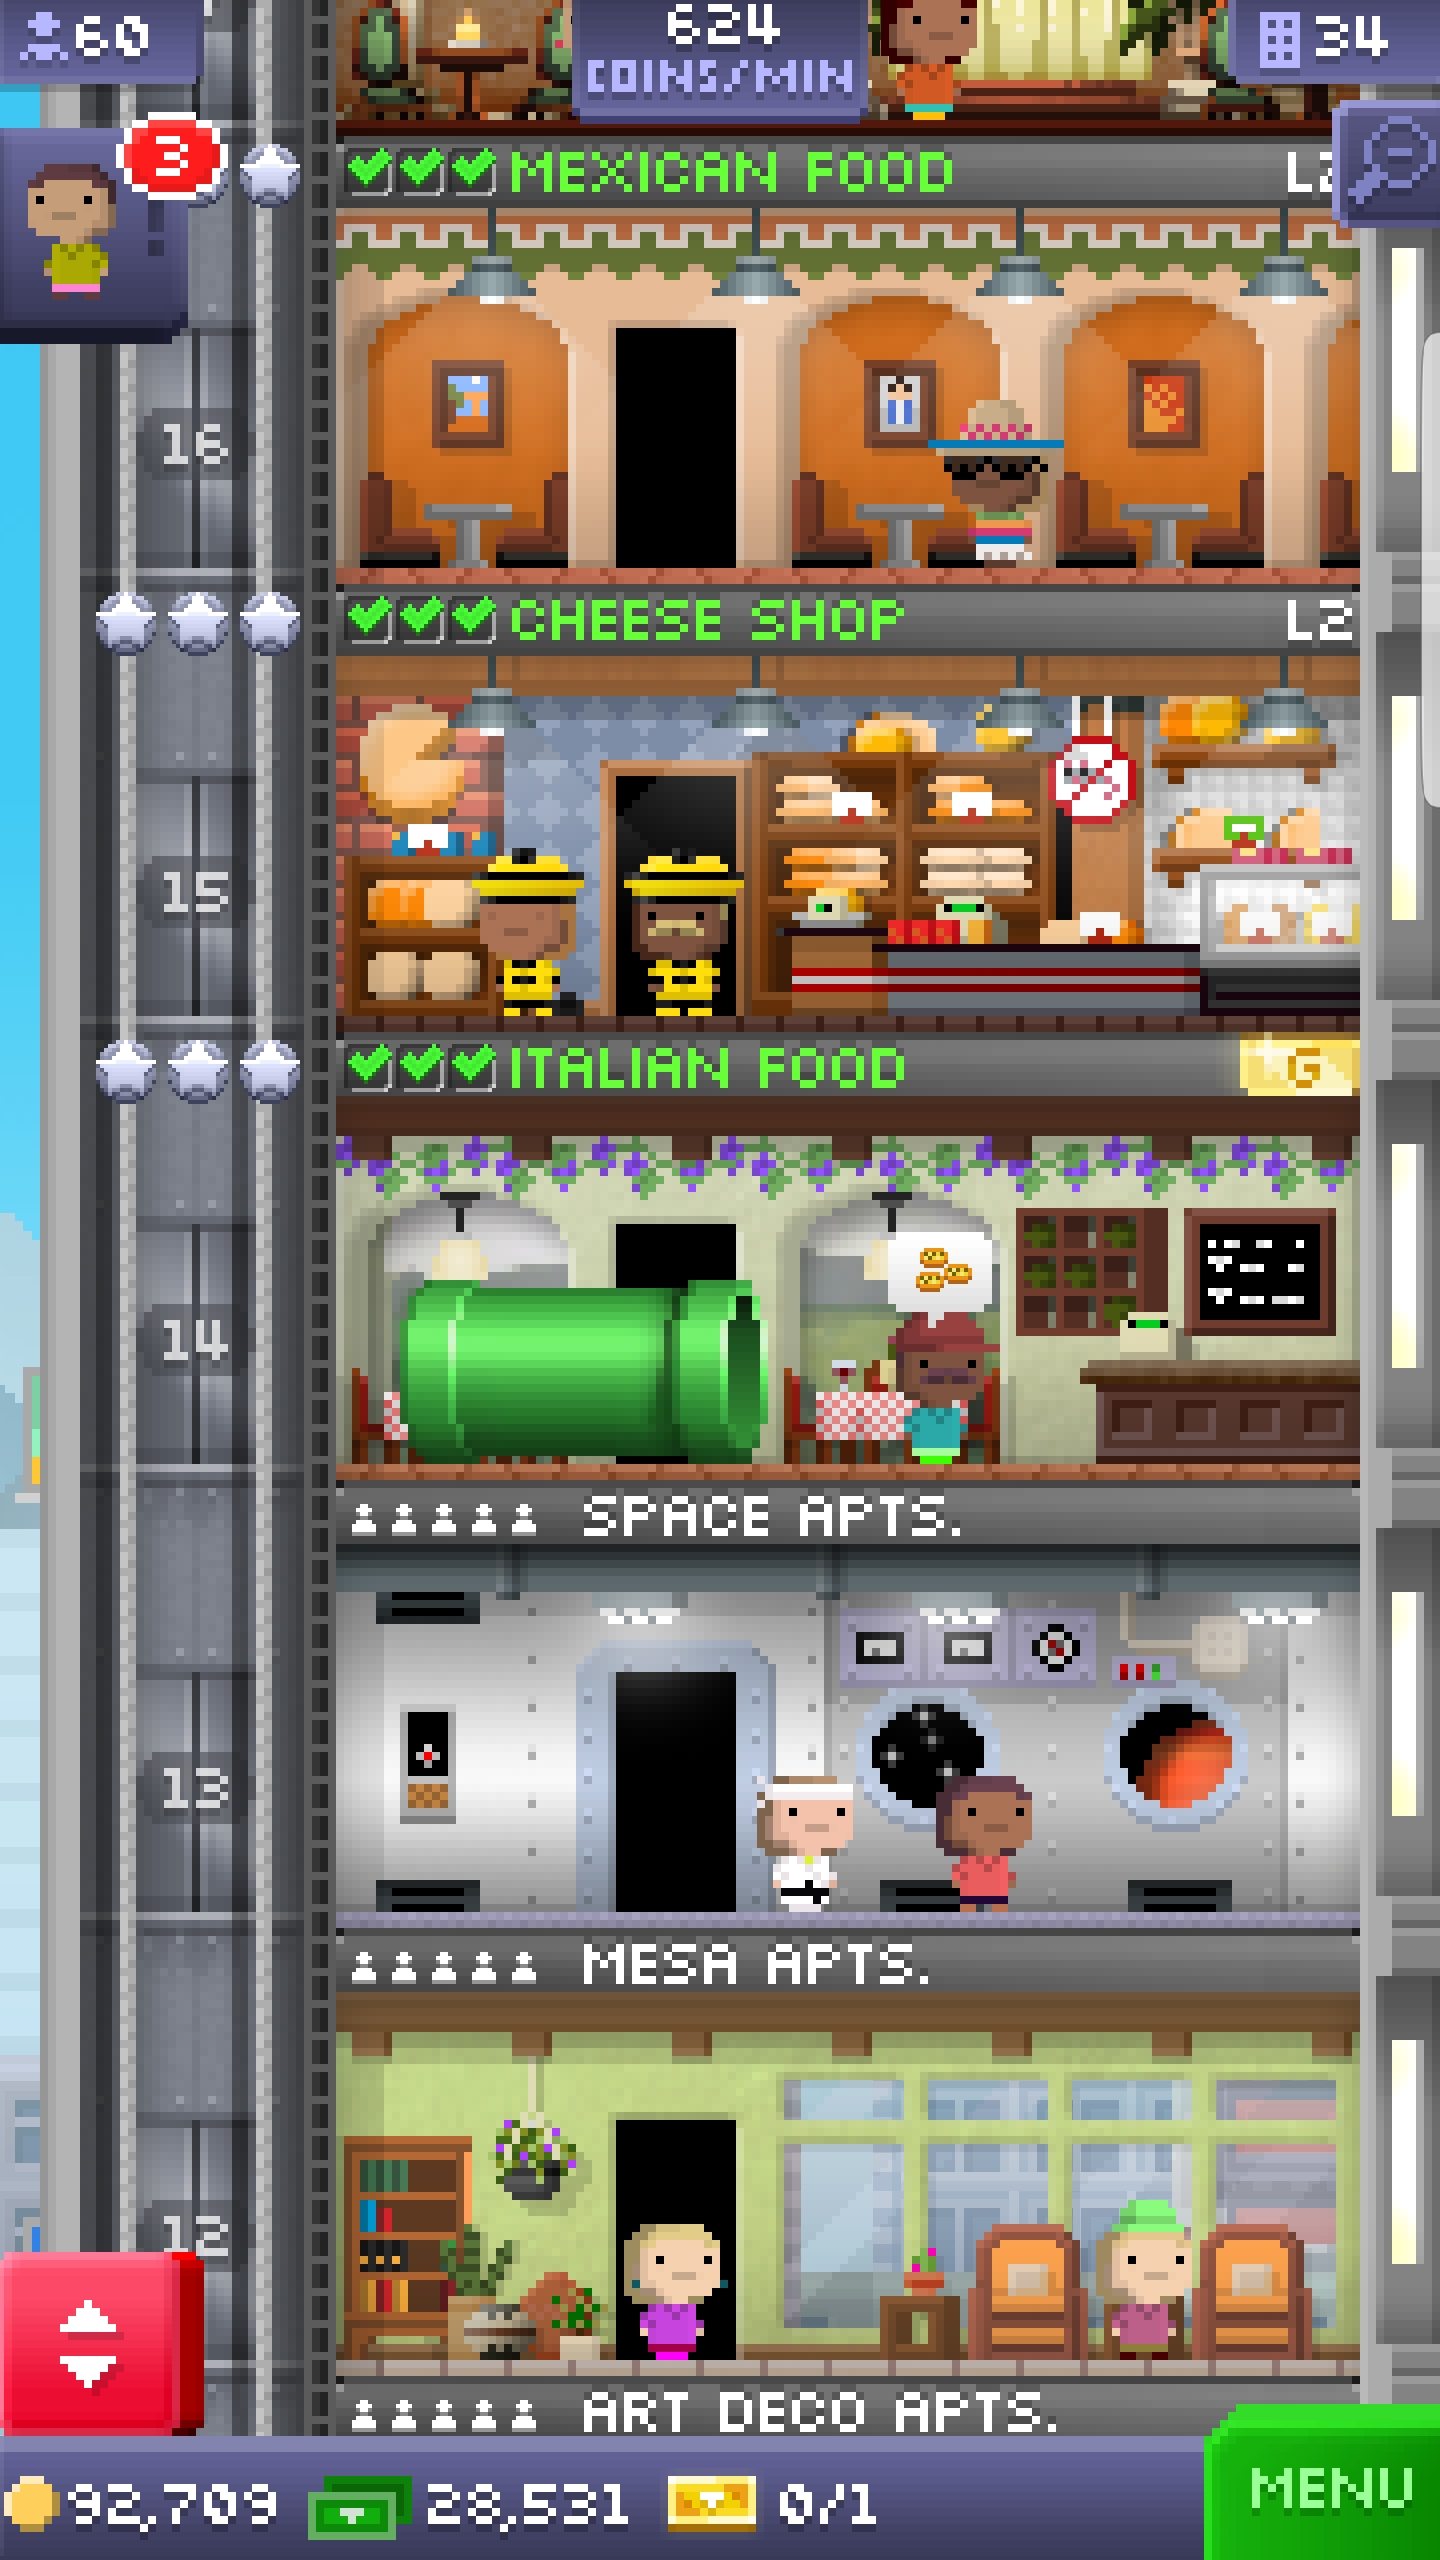 60
624
COINS/MIN
34
3
MEXICAN FOOD
16
CHEESE SHOP L2
15
ITALIAN FOOD G
14
SPACE APTS.
13
MESA APTS.
12
ART DECO APTS.
92,709 28,531 0/1
MENU